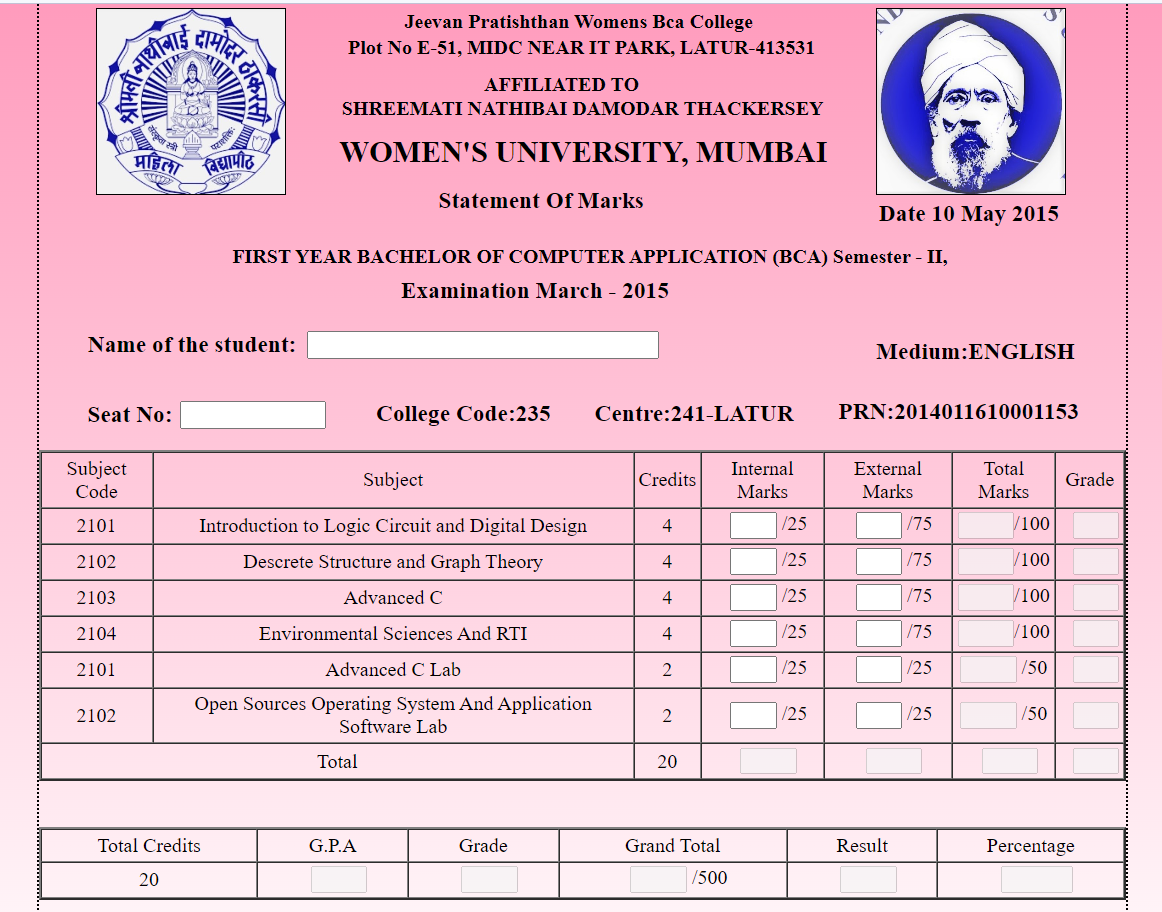 श्रीमती नाथीबाई दामोदर ठाकरसी
संस्कृता स्त्री पराशक्ति:
महिला विद्यापीठ
Jeevan Pratishthan Womens Bca College
Plot No E-51, MIDC NEAR IT PARK, LATUR-413531
AFFILIATED TO
SHREEMATI NATHIBAI DAMODAR THACKERSEY
WOMEN'S UNIVERSITY, MUMBAI
Statement Of Marks
Date 10 May 2015
FIRST YEAR BACHELOR OF COMPUTER APPLICATION (BCA) Semester - II,
Examination March - 2015
Name of the student:
Medium:ENGLISH
Seat No: College Code:235 Centre:241-LATUR PRN:2014011610001153
Subject Code Subject Credits Internal Marks External Marks Total Marks Grade
2101 Introduction to Logic Circuit and Digital Design 4 /25 /75 /100
2102 Descrete Structure and Graph Theory 4 /25 /75 /100
2103 Advanced C 4 /25 /75 /100
2104 Environmental Sciences And RTI 4 /25 /75 /100
2101 Advanced C Lab 2 /25 /25 /50
2102 Open Sources Operating System And Application Software Lab 2 /25 /25 /50
Total 20
Total Credits G.P.A Grade Grand Total Result Percentage
20 /500